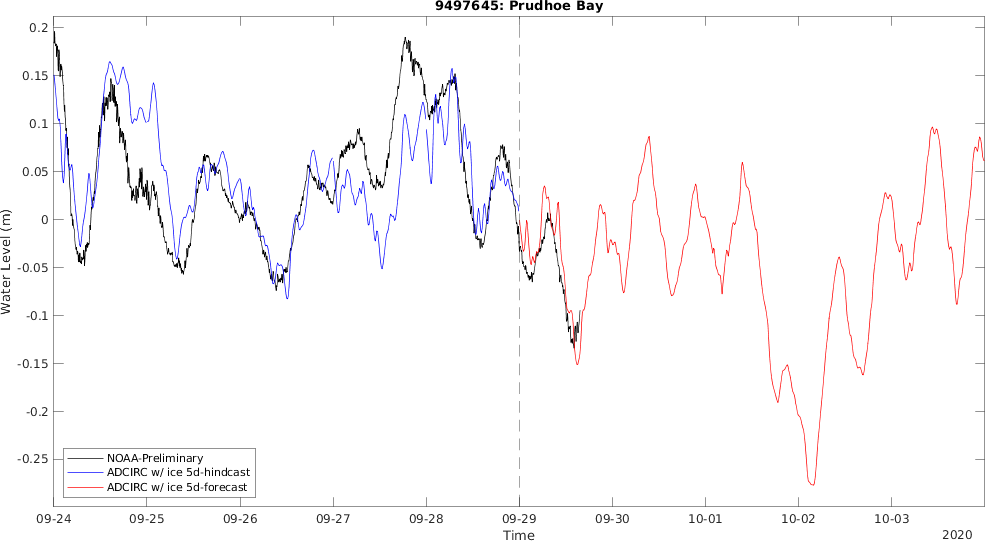 9497645: Prudhoe Bay
0.2
0.15
0.1
0.05
0
-0.05
-0.1
-0.15
-0.2
-0.25
Water Level (m)
NOAA-Preliminary
ADCIRC w/ ice 5d-hindcast
ADCIRC w/ ice 5d-forecast
09-24 09-25 09-26 09-27 09-28 09-29 09-30 10-01 10-02 10-03
Time
2020